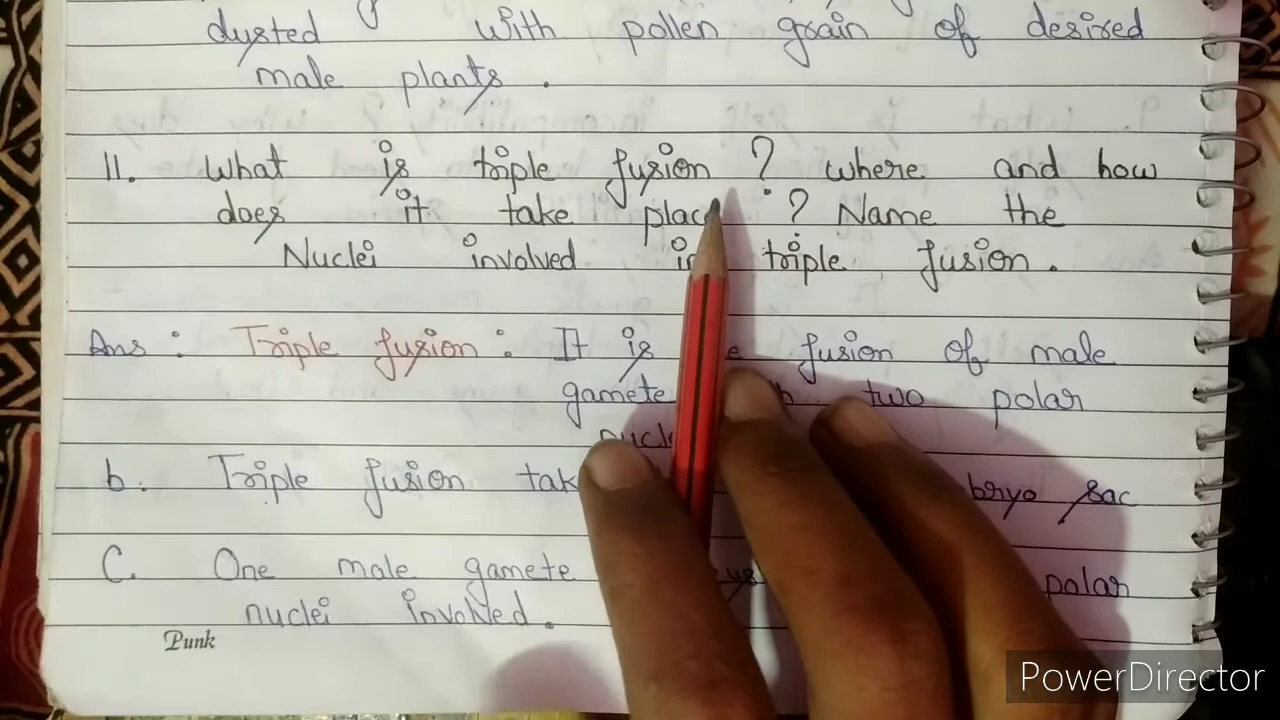 dusted with pollen grain of desired
male plants.
11. What is triple fusion ? where and how
does it take place ? Name the
Nuclei involved in triple fusion.
Ans : Triple fusion : It is fusion of male
gamete two polar
b. Triple fusion sac
C. One male gamete polar
nuclei involved.
Punk
PowerDirector